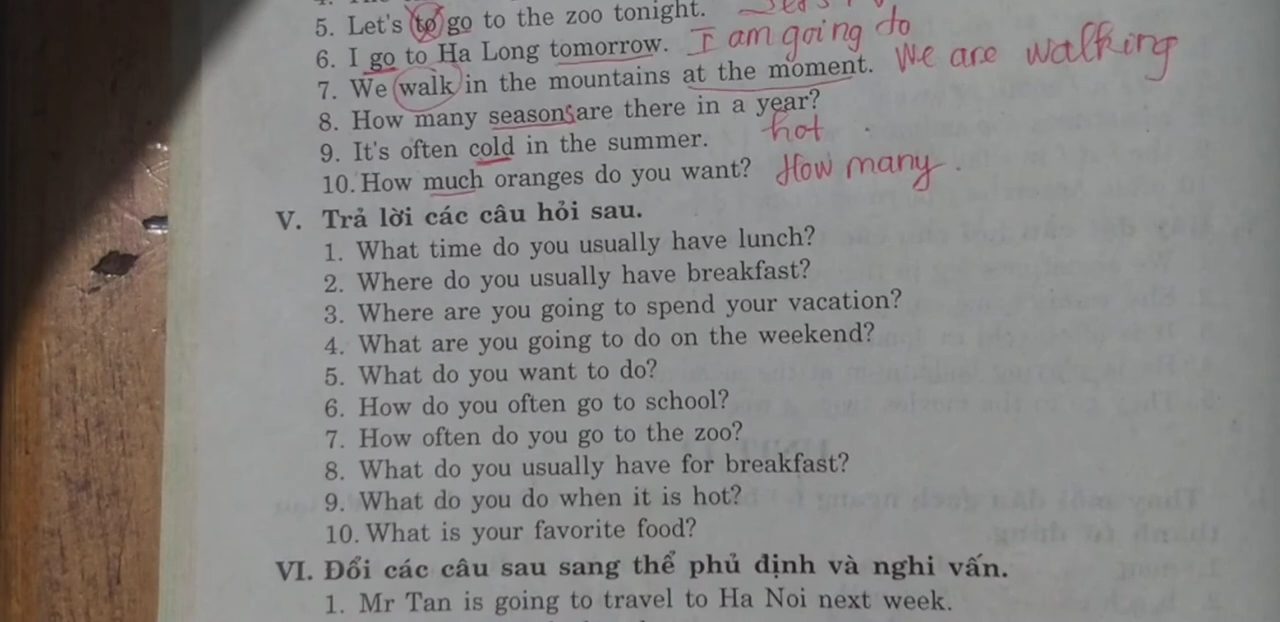 5. Let's to go to the zoo tonight.
6. I go to Ha Long tomorrow. I am going to
7. We walk in the mountains at the moment. We are walking
8. How many seasons are there in a year?
9. It's often cold in the summer. hot
10. How much oranges do you want? How many.
V. Trả lời các câu hỏi sau.
1. What time do you usually have lunch?
2. Where do you usually have breakfast?
3. Where are you going to spend your vacation?
4. What are you going to do on the weekend?
5. What do you want to do?
6. How do you often go to school?
7. How often do you go to the zoo?
8. What do you usually have for breakfast?
9. What do you do when it is hot?
10. What is your favorite food?
VI. Đổi các câu sau sang thể phủ định và nghi vấn.
1. Mr Tan is going to travel to Ha Noi next week.